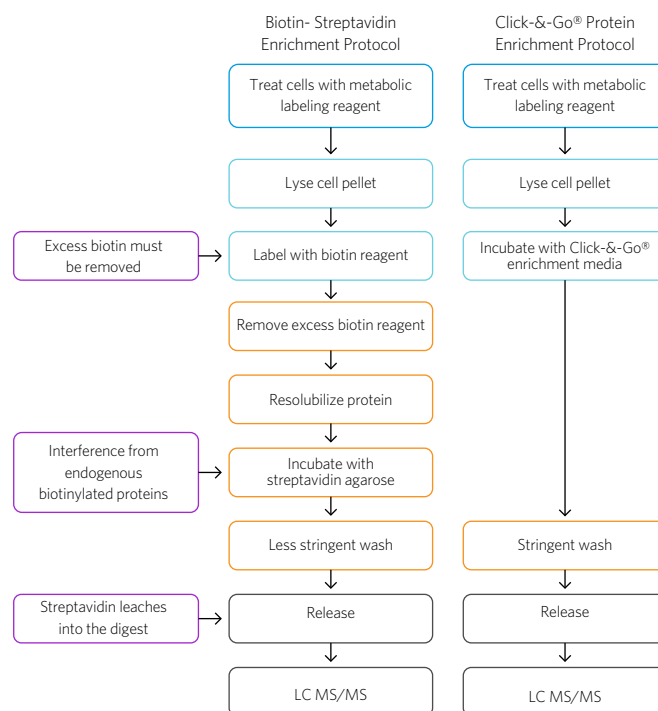 Biotin- Streptavidin
Enrichment Protocol
Click-&-Go® Protein
Enrichment Protocol
Treat cells with metabolic
labeling reagent
Treat cells with metabolic
labeling reagent
Lyse cell pellet
Lyse cell pellet
Excess biotin must
be removed
Label with biotin reagent
Incubate with Click-&-Go®
enrichment media
Remove excess biotin reagent
Resolubilize protein
Interference from
endogenous
biotinylated proteins
Incubate with
streptavidin agarose
Less stringent wash
Stringent wash
Streptavidin leaches
into the digest
Release
Release
LC MS/MS
LC MS/MS